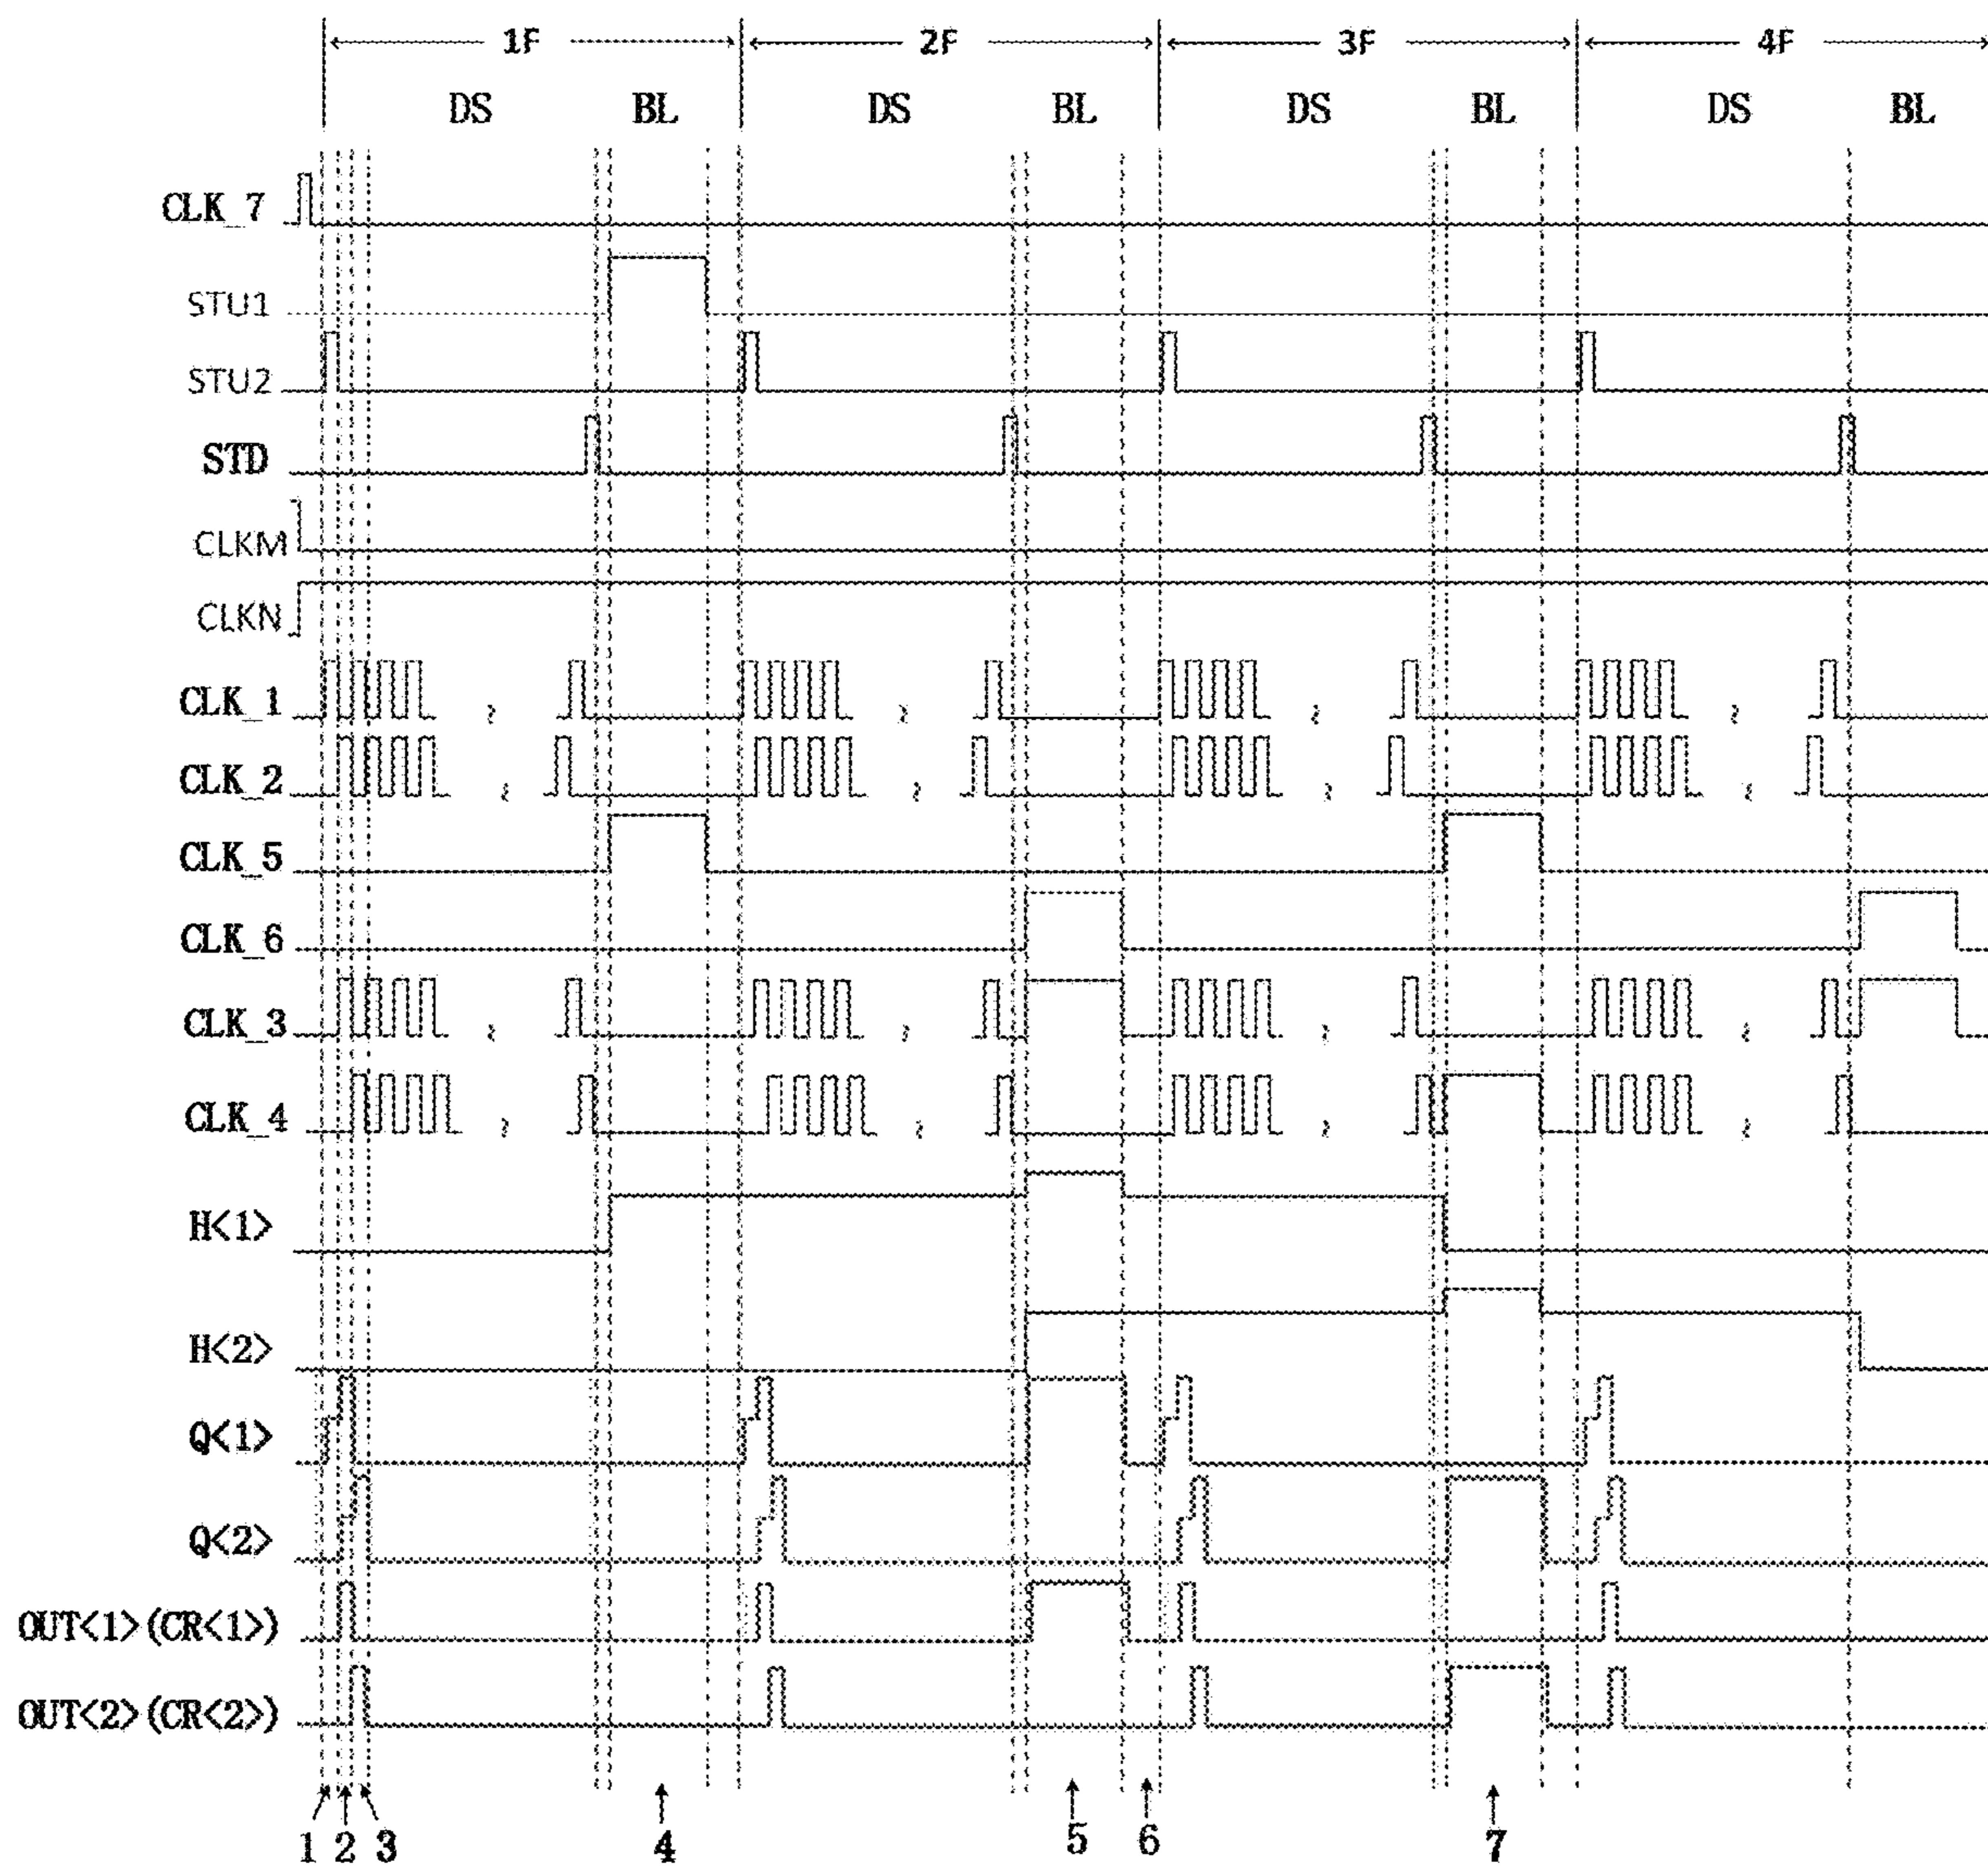 1F 2F 3F 4F
DS BL DS BL DS BL DS BL
CLK_7
STU1
STU2
STD
CLKM
CLKN
CLK_1
CLK_2
CLK_5
CLK_6
CLK_3
CLK_4
H<1>
H<2>
Q<1>
Q<2>
OUT<1>(CR<1>)
OUT<2>(CR<2>)
1 2 3 4 5 6 7